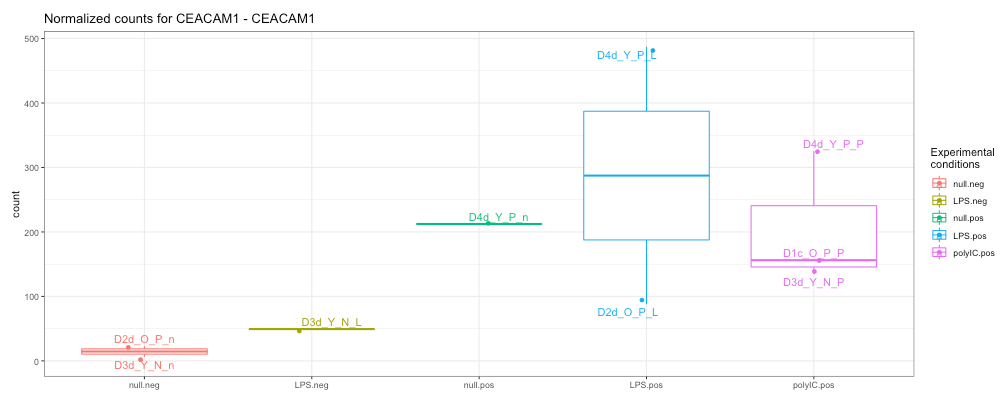 Normalized counts for CEACAM1 - CEACAM1
500
400
300
200
100
0
count
D2d_O_P_n
D3d_Y_N_n
D3d_Y_N_L
D4d_Y_P_n
D4d_Y_P_L
D2d_O_P_L
D4d_Y_P_P
D1c_O_P_P
D3d_Y_N_P
null.neg
LPS.neg
null.pos
LPS.pos
polyIC.pos
Experimental
conditions
null.neg
LPS.neg
null.pos
LPS.pos
polyIC.pos